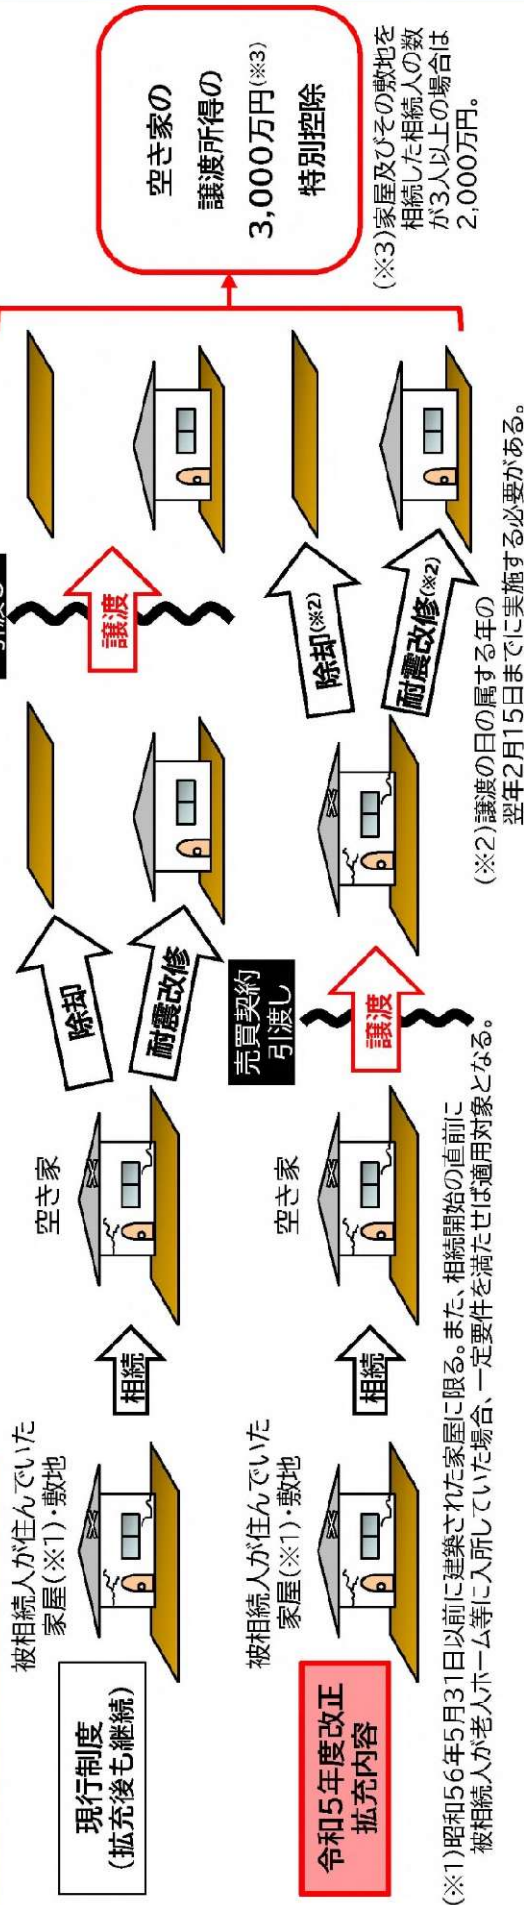 現行制度
(拡充後も継続)
被相続人が住んでいた
家屋(※1)・敷地
相続
空き家
除却
耐震改修
譲渡
空き家の
譲渡所得の
3,000万円(※3)
特別控除
(※3)家屋及びその敷地を
相続した相続人の数
が3人以上の場合は
2,000万円。
令和5年度改正
拡充内容
被相続人が住んでいた
家屋(※1)・敷地
相続
空き家
売買契約
引渡し
譲渡
除却(※2)
耐震改修(※2)
(※2)譲渡の日の属する年の
翌年2月15日までに実施する必要がある。
(※1)昭和56年5月31日以前に建築された家屋に限る。また、相続開始の直前に
被相続人が老人ホーム等に入所していた場合、一定要件を満たせば適用対象となる。